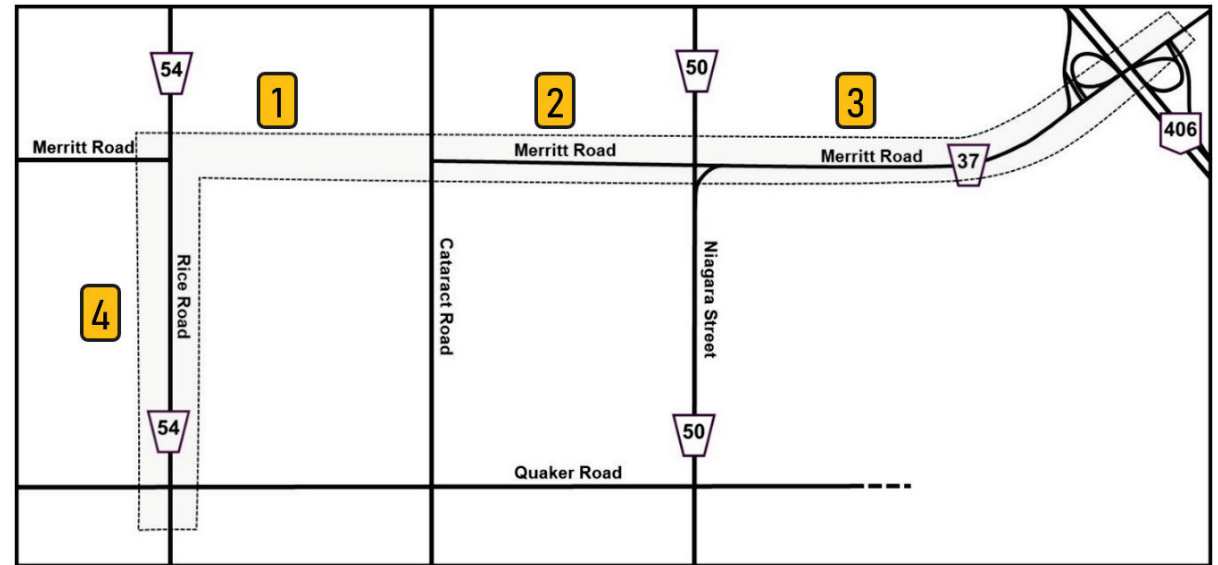 54
50
1
2
3
406
Merritt Road
Merritt Road
Merritt Road
37
4
Rice Road
Cataract Road
Niagara Street
54
50
Quaker Road